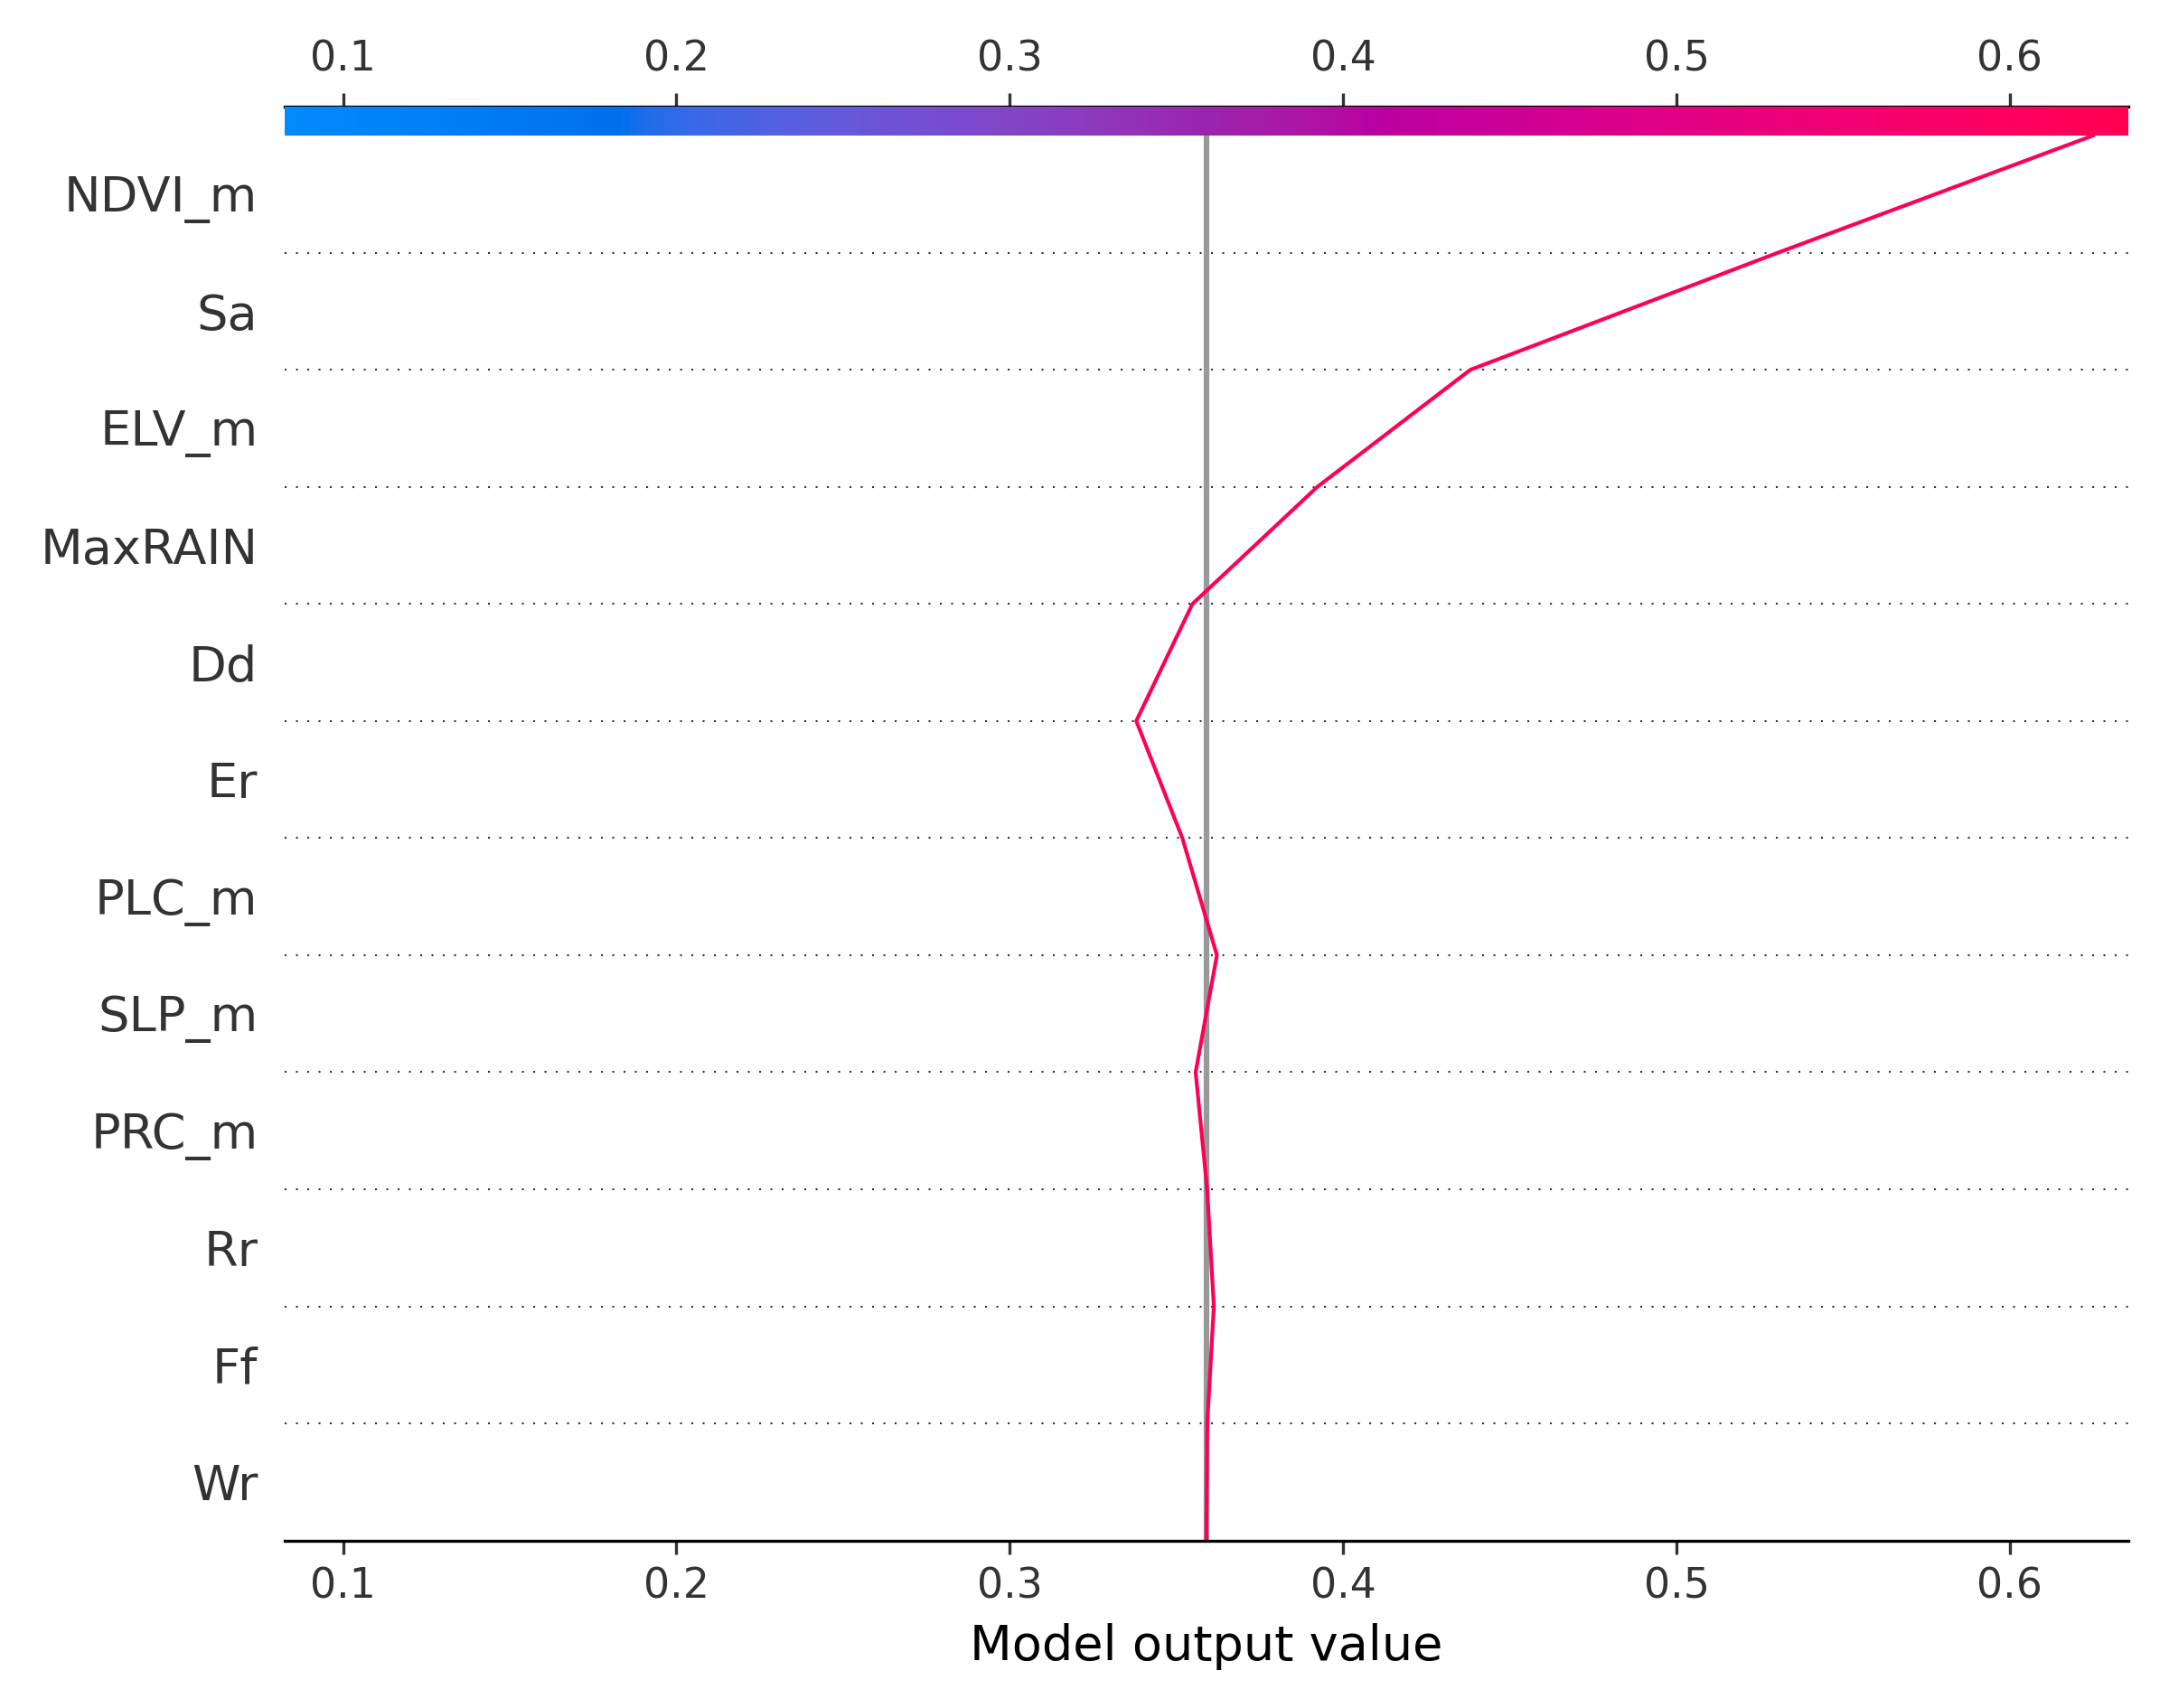 0.1 0.2 0.3 0.4 0.5 0.6
NDVI_m
Sa
ELV_m
MaxRAIN
Dd
Er
PLC_m
SLP_m
PRC_m
Rr
Ff
Wr
0.1 0.2 0.3 0.4 0.5 0.6
Model output value